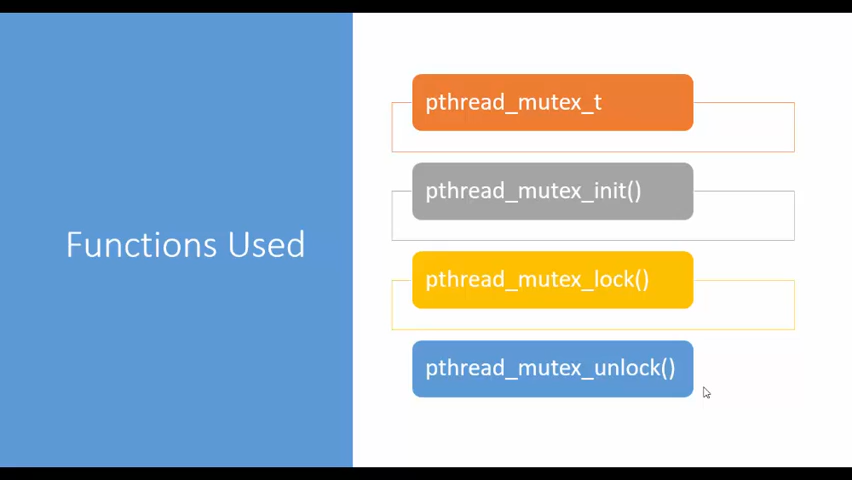 Functions Used
pthread_mutex_t
pthread_mutex_init()
pthread_mutex_lock()
pthread_mutex_unlock()